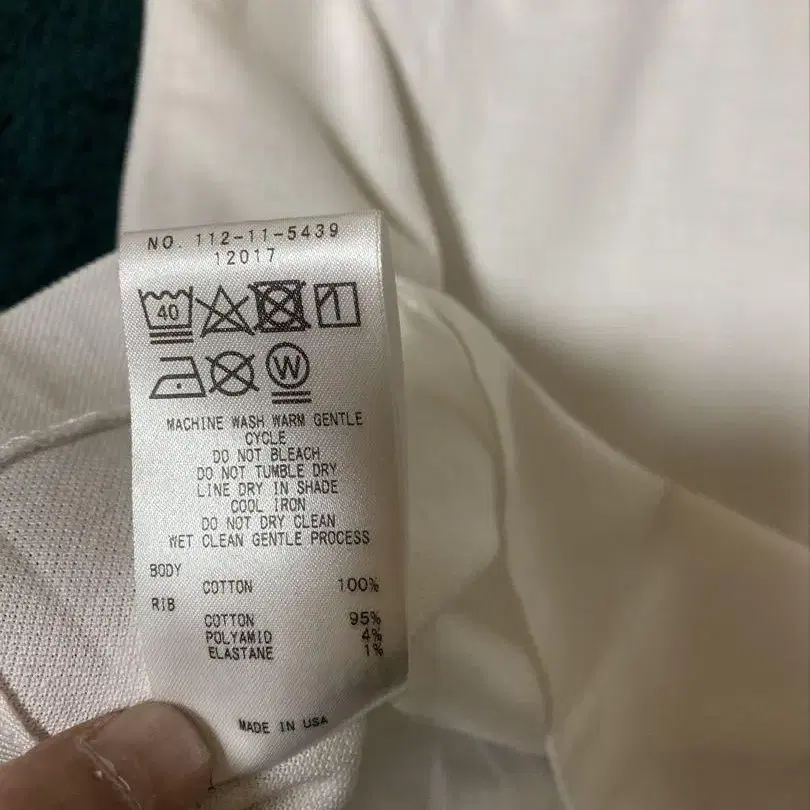 NO. 112-11-5439
12017
40
W
MACHINE WASH WARM GENTLE
CYCLE
DO NOT BLEACH
DO NOT TUMBLE DRY
LINE DRY IN SHADE
COOL IRON
DO NOT DRY CLEAN
WET CLEAN GENTLE PROCESS
BODY
COTTON 100%
RIB
COTTON 95%
POLYAMID 4%
ELASTANE 1%
MADE IN USA